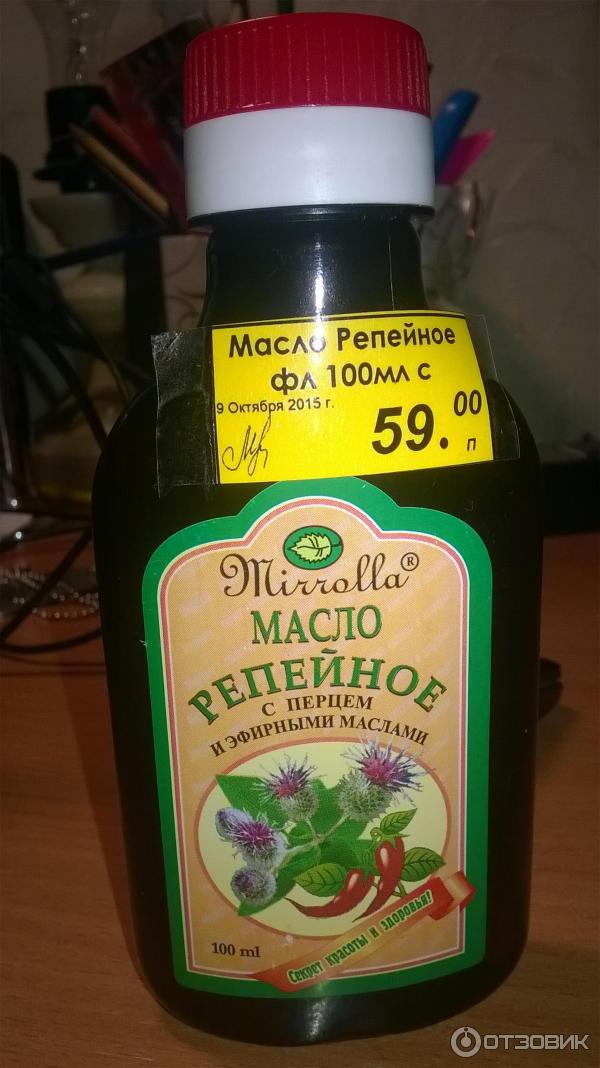 Масло Репейное
фл 100мл с
9 Октября 2015 г.
59. 00
п
Mirrolla®
МАСЛО
РЕПЕЙНОЕ
С ПЕРЦЕМ
И ЭФИРНЫМИ МАСЛАМИ
100 ml
Секрет красоты и здоровья!
ОТЗОВИК